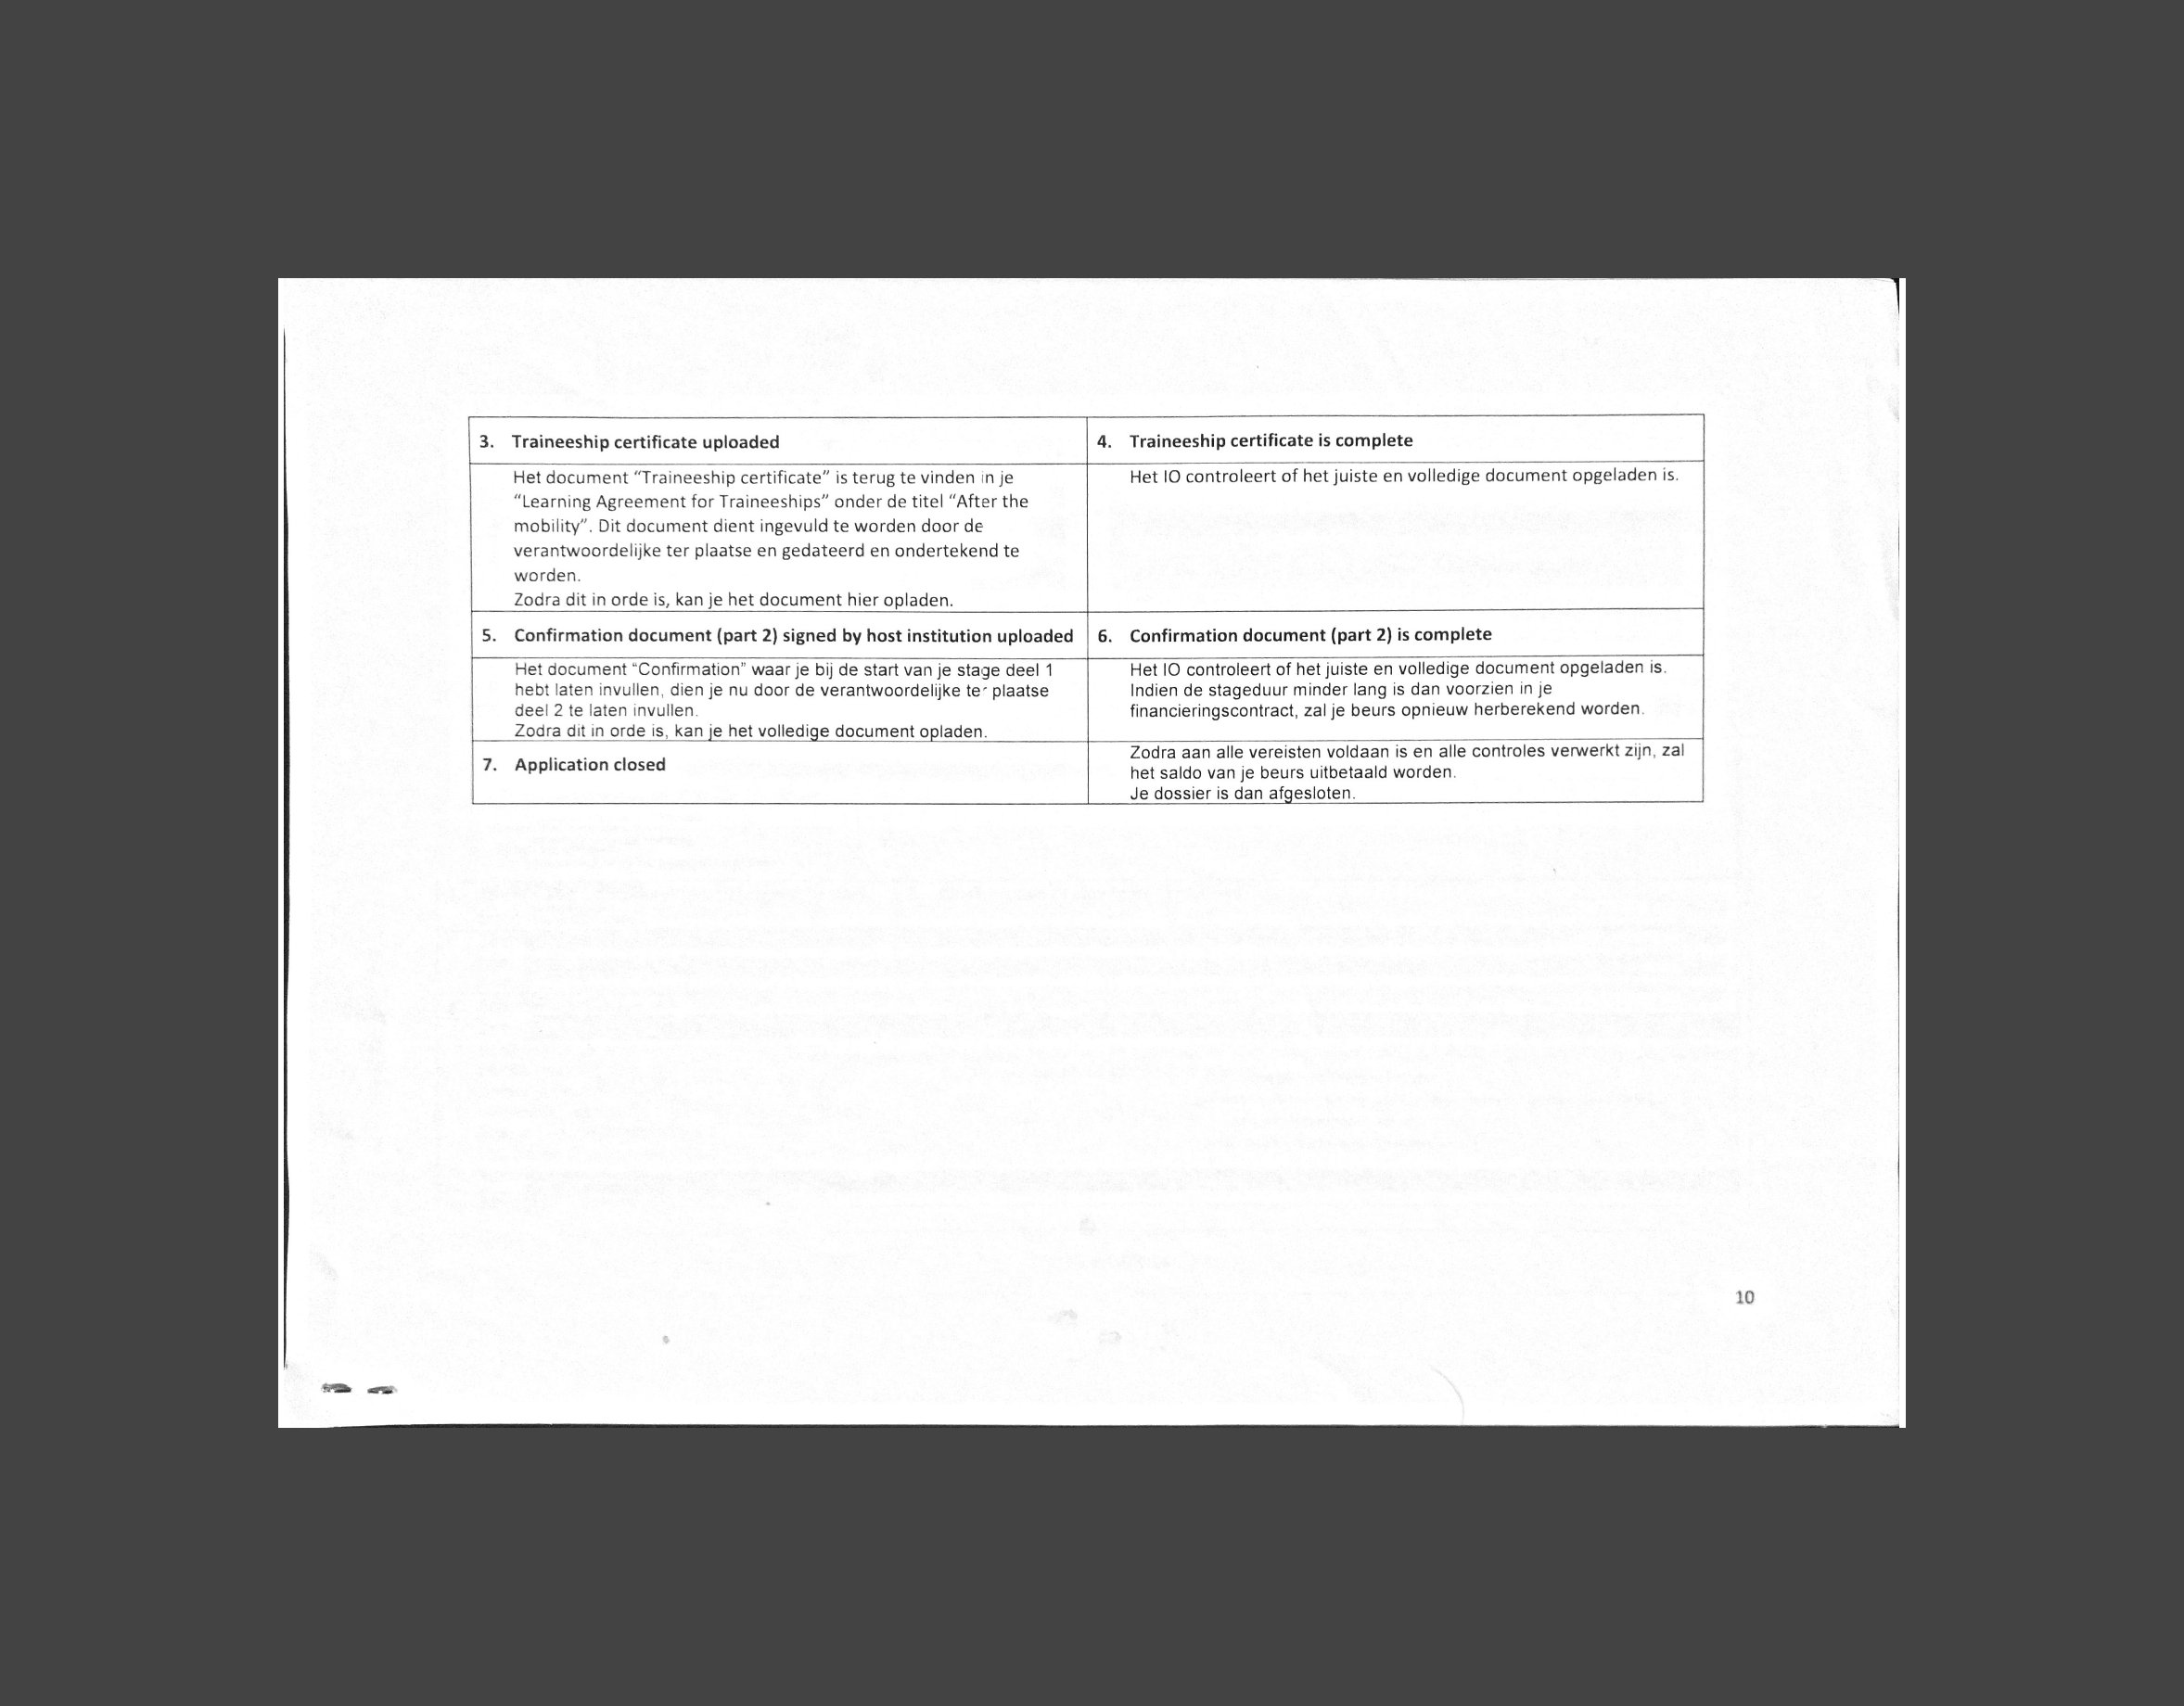 3. Traineeship certificate uploaded
4. Traineeship certificate is complete
Het document “Traineeship certificate” is terug te vinden in je
“Learning Agreement for Traineeships” onder de titel “After the
mobility”. Dit document dient ingevuld te worden door de
verantwoordelijke ter plaatse en gedateerd en ondertekend te
worden.
Zodra dit in orde is, kan je het document hier opladen.
Het IO controleert of het juiste en volledige document opgeladen is.
5. Confirmation document (part 2) signed by host institution uploaded
6. Confirmation document (part 2) is complete
Het document “Confirmation” waar je bij de start van je stage deel 1
hebt laten invullen, dien je nu door de verantwoordelijke ter plaatse
deel 2 te laten invullen.
Zodra dit in orde is, kan je het volledige document opladen.
Het IO controleert of het juiste en volledige document opgeladen is.
Indien de stageduur minder lang is dan voorzien in je
financieringscontract, zal je beurs opnieuw herberekend worden.
7. Application closed
Zodra aan alle vereisten voldaan is en alle controles verwerkt zijn, zal
het saldo van je beurs uitbetaald worden.
Je dossier is dan afgesloten.
10